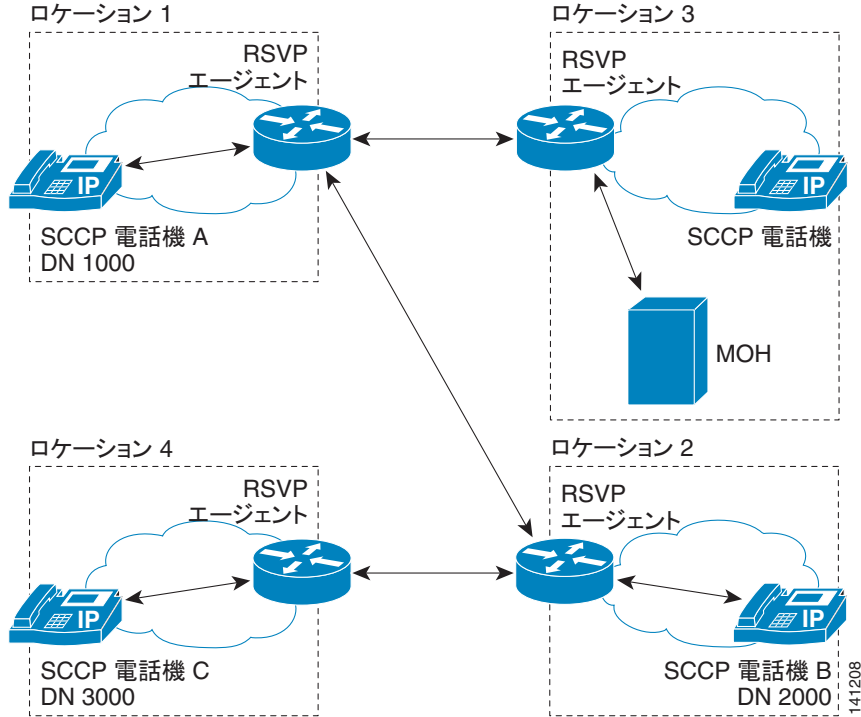 ロケーション 1
RSVP
エージェント
IP
SCCP 電話機 A
DN 1000
ロケーション 3
RSVP
エージェント
IP
SCCP 電話機
MOH
ロケーション 4
RSVP
エージェント
IP
SCCP 電話機 C
DN 3000
ロケーション 2
RSVP
エージェント
IP
SCCP 電話機 B
DN 2000
141208